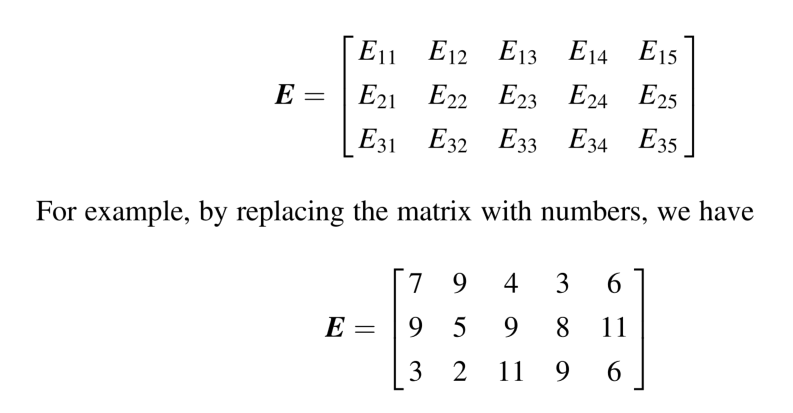 E₁₁ E₁₂ E₁₃ E₁₄ E₁₅
E = E₂₁ E₂₂ E₂₃ E₂₄ E₂₅
E₃₁ E₃₂ E₃₃ E₃₄ E₃₅
For example, by replacing the matrix with numbers, we have
7 9 4 3 6
E = 9 5 9 8 11
3 2 11 9 6